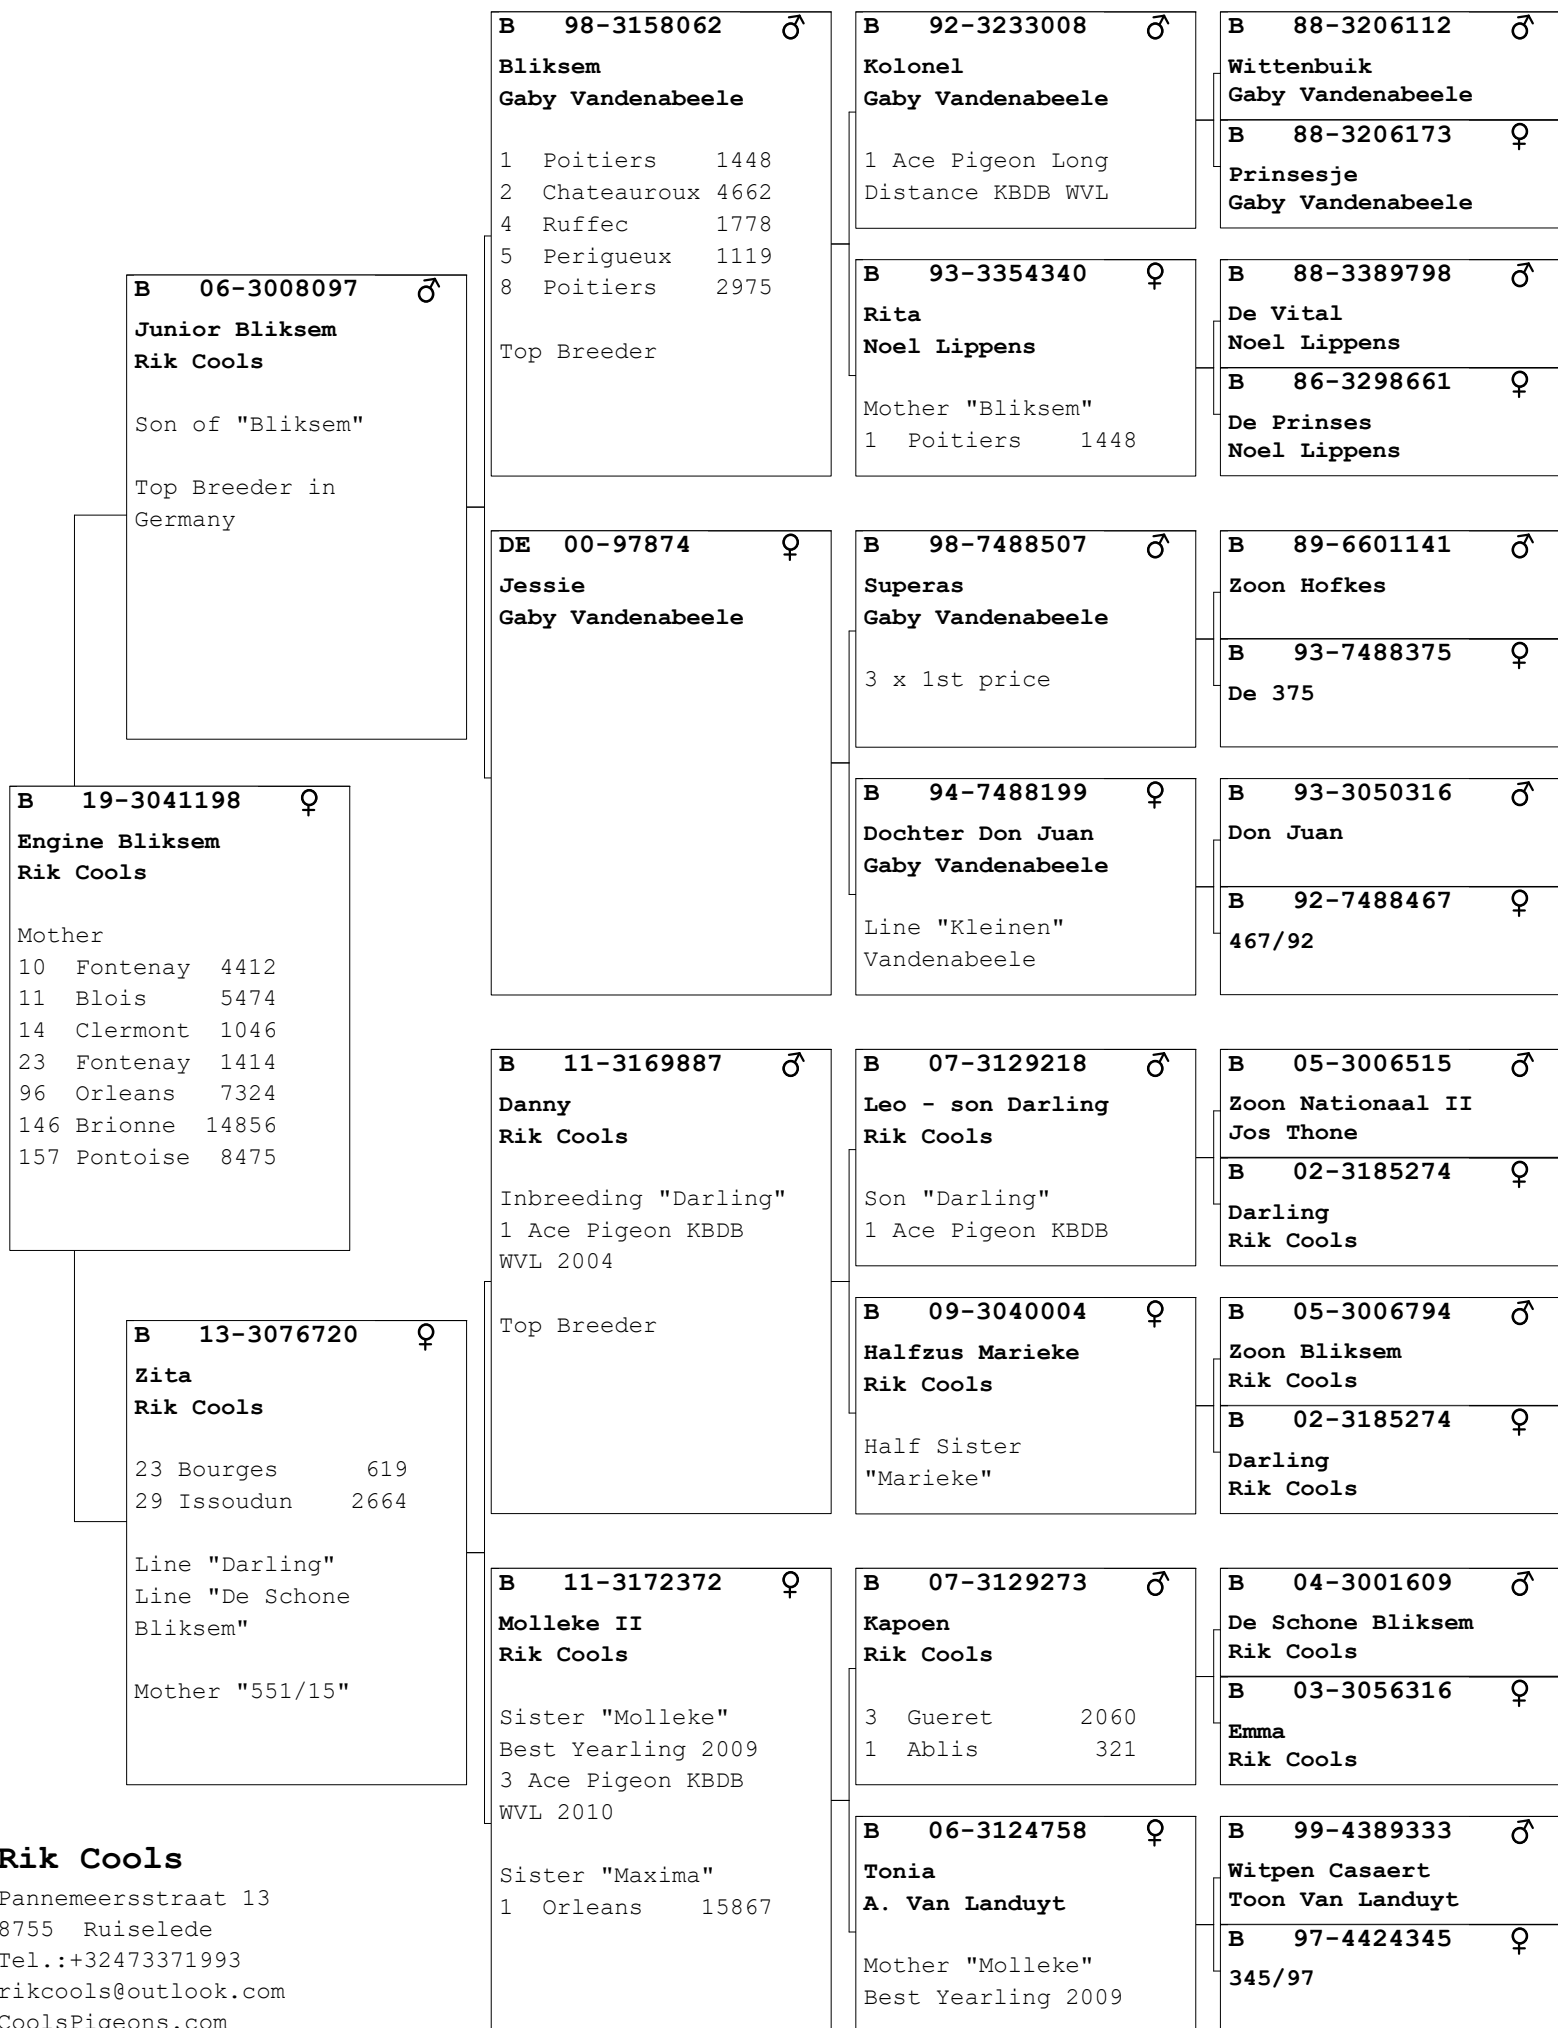 B 19-3041198 ♀
Engine Bliksem
Rik Cools
Mother
10 Fontenay 4412
11 Blois 5474
14 Clermont 1046
23 Fontenay 1414
96 Orleans 7324
146 Brionne 14856
157 Pontoise 8475
B 06-3008097 ♂
Junior Bliksem
Rik Cools
Son of "Bliksem"
Top Breeder in
Germany
B 13-3076720 ♀
Zita
Rik Cools
23 Bourges 619
29 Issoudun 2664
Line "Darling"
Line "De Schone
Bliksem"
Mother "551/15"
B 98-3158062 ♂
Bliksem
Gaby Vandenabeele
1 Poitiers 1448
2 Chateauroux 4662
4 Ruffec 1778
5 Perigueux 1119
8 Poitiers 2975
Top Breeder
DE 00-97874 ♀
Jessie
Gaby Vandenabeele
B 11-3169887 ♂
Danny
Rik Cools
Inbreeding "Darling"
1 Ace Pigeon KBDB
WVL 2004
Top Breeder
B 11-3172372 ♀
Molleke II
Rik Cools
Sister "Molleke"
Best Yearling 2009
3 Ace Pigeon KBDB
WVL 2010
Sister "Maxima"
1 Orleans 15867
B 92-3233008 ♂
Kolonel
Gaby Vandenabeele
1 Ace Pigeon Long
Distance KBDB WVL
B 93-3354340 ♀
Rita
Noel Lippens
Mother "Bliksem"
1 Poitiers 1448
B 98-7488507 ♂
Superas
Gaby Vandenabeele
3 x 1st price
B 94-7488199 ♀
Dochter Don Juan
Gaby Vandenabeele
Line "Kleinen"
Vandenabeele
B 07-3129218 ♂
Leo - son Darling
Rik Cools
Son "Darling"
1 Ace Pigeon KBDB
B 09-3040004 ♀
Halfzus Marieke
Rik Cools
Half Sister
"Marieke"
B 07-3129273 ♂
Kapoen
Rik Cools
3 Gueret 2060
1 Ablis 321
B 06-3124758 ♀
Tonia
A. Van Landuyt
Mother "Molleke"
Best Yearling 2009
B 88-3206112 ♂
Wittenbuik
Gaby Vandenabeele
B 88-3206173 ♀
Prinsesje
Gaby Vandenabeele
B 88-3389798 ♂
De Vital
Noel Lippens
B 86-3298661 ♀
De Prinses
Noel Lippens
B 89-6601141 ♂
Zoon Hofkes
B 93-7488375 ♀
De 375
B 93-3050316 ♂
Don Juan
B 92-7488467 ♀
467/92
B 05-3006515 ♂
Zoon Nationaal II
Jos Thone
B 02-3185274 ♀
Darling
Rik Cools
B 05-3006794 ♂
Zoon Bliksem
Rik Cools
B 02-3185274 ♀
Darling
Rik Cools
B 04-3001609 ♂
De Schone Bliksem
Rik Cools
B 03-3056316 ♀
Emma
Rik Cools
B 99-4389333 ♂
Witpen Casaert
Toon Van Landuyt
B 97-4424345 ♀
345/97
Rik Cools
Pannemeersstraat 13
8755 Ruiselede
Tel.:+32473371993
rikcools@outlook.com
CoolsPigeons.com